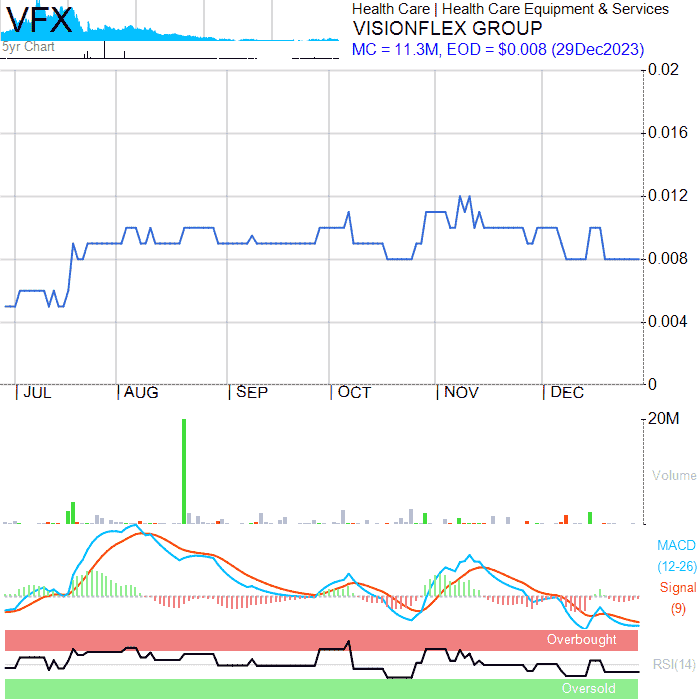 VFX
5yr Chart
Health Care | Health Care Equipment & Services
VISIONFLEX GROUP
MC = 11.3M, EOD = $0.008 (29Dec2023)
0.02
0.016
0.012
0.008
0.004
0
JUL AUG SEP OCT NOV DEC
20M
Volume
MACD
(12-26)
Signal
(9)
Overbought
RSI(14)
Oversold